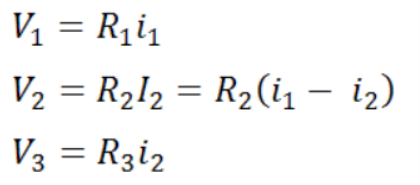 V₁ = R₁i₁
V₂ = R₂I₂ = R₂(i₁ − i₂)
V₃ = R₃i₂